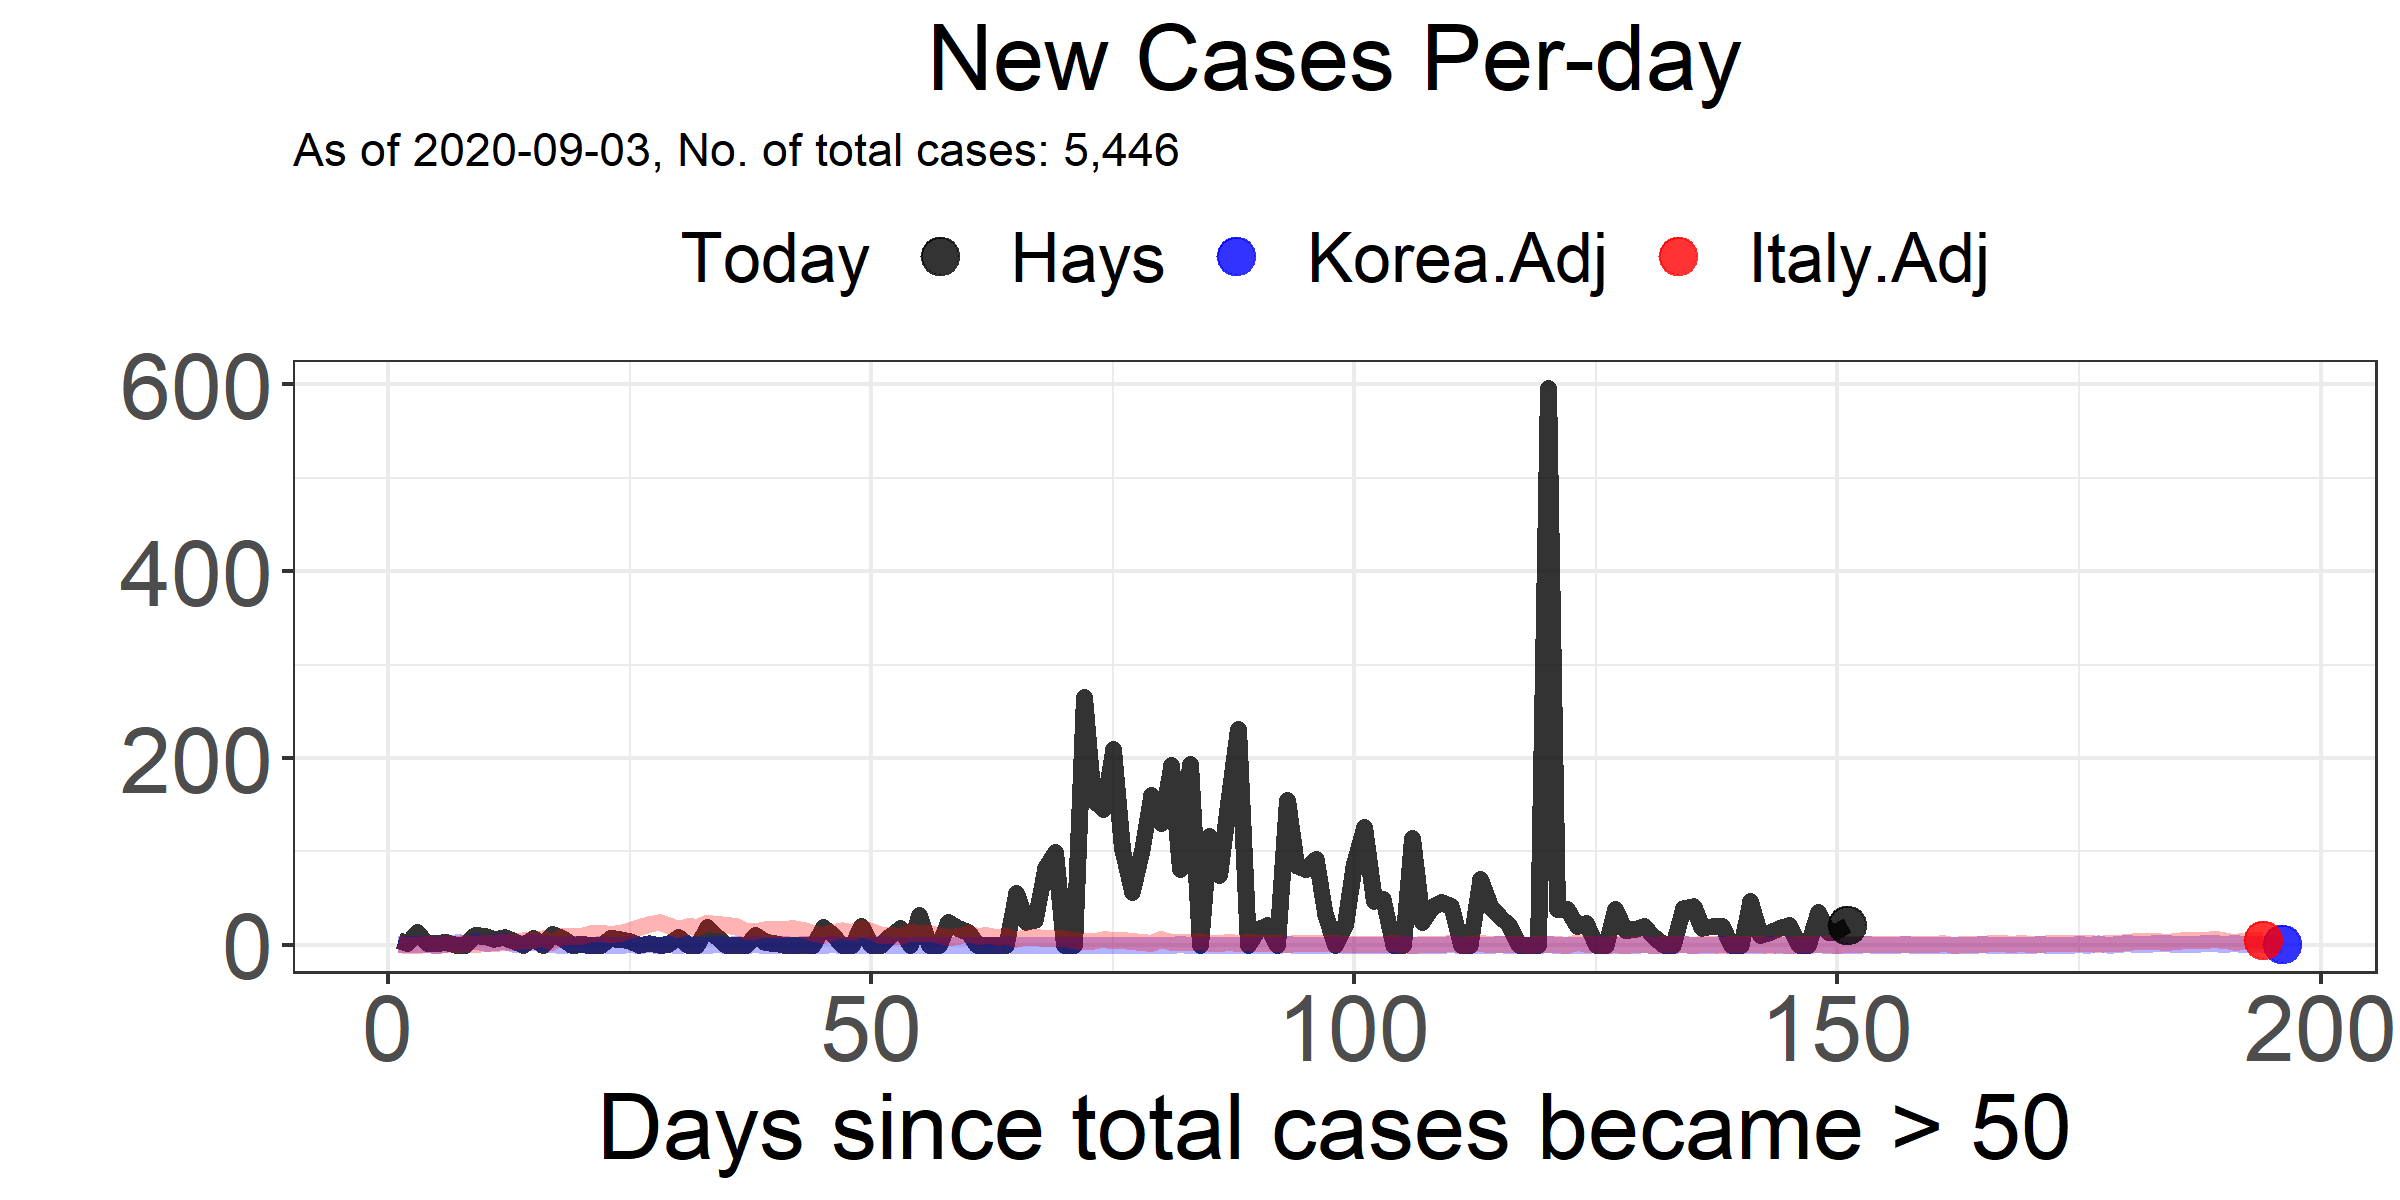 New Cases Per-day
As of 2020-09-03, No. of total cases: 5,446
Today Hays Korea.Adj Italy.Adj
600
400
200
0
0 50 100 150 200
Days since total cases became > 50